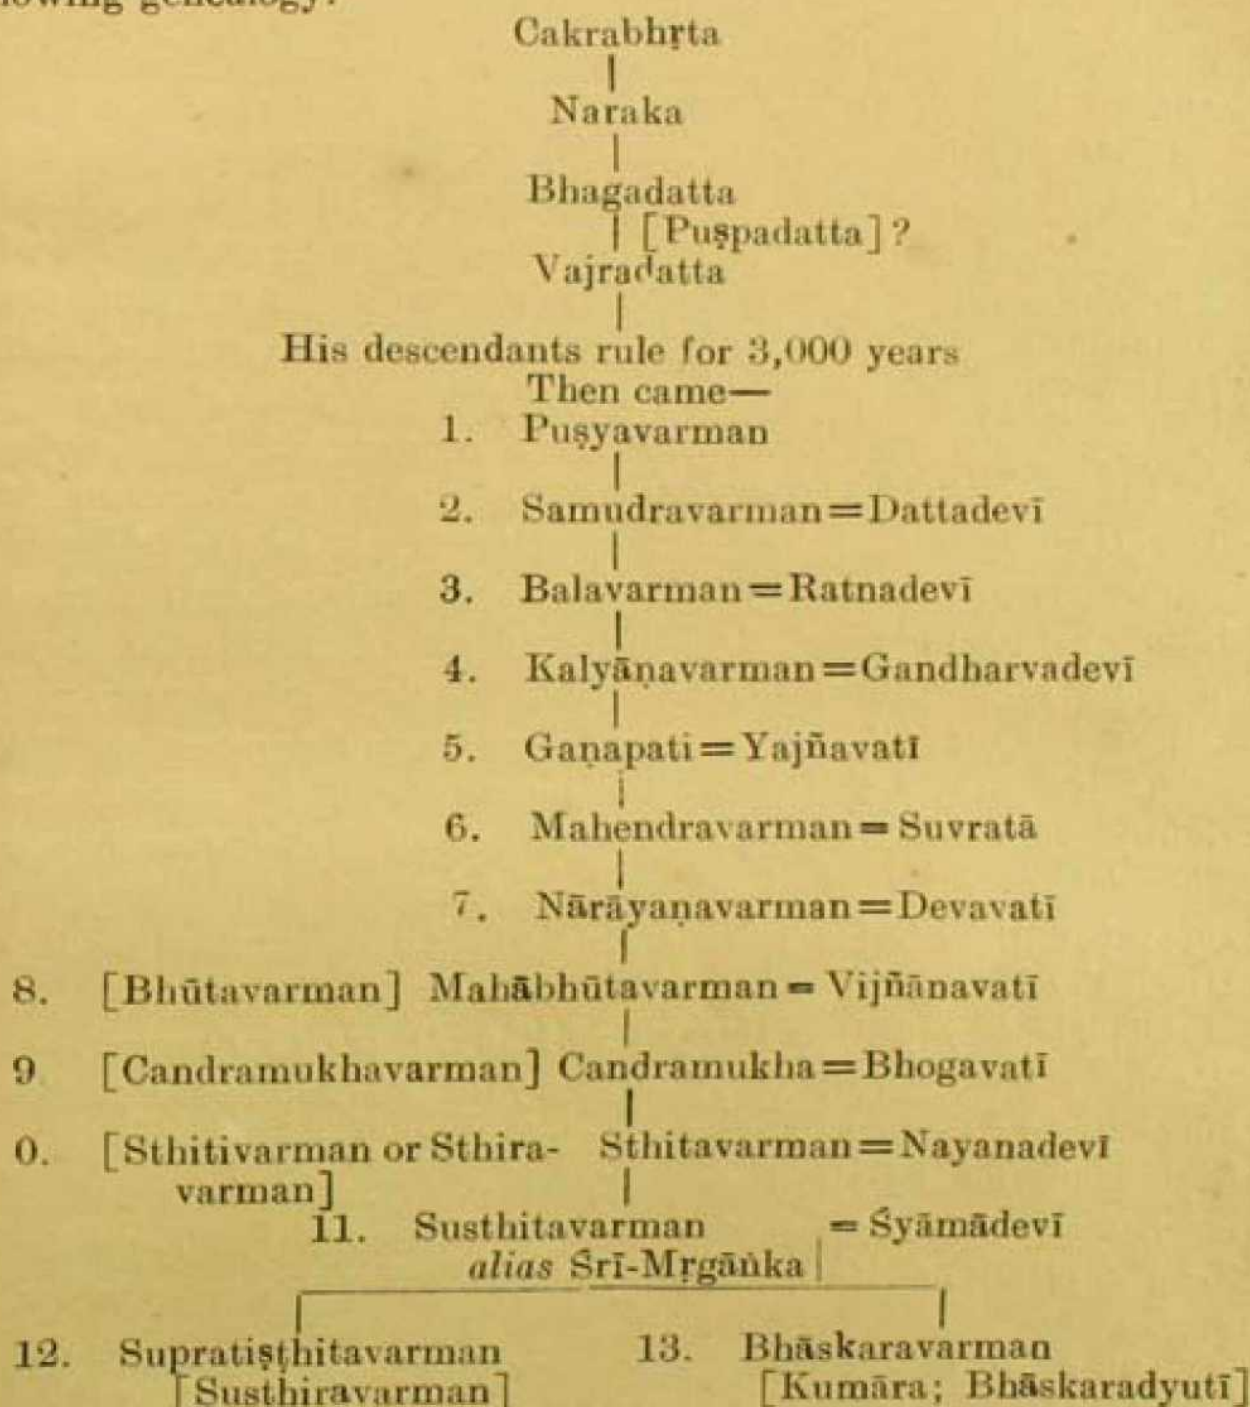 genealogy:
Cakrabhṛta
Naraka
Bhagadatta
[Puṣpadatta]?
Vajradatta
His descendants rule for 3,000 years
Then came—
1. Puṣyavarman
2. Samudravarman=Dattadevī
3. Balavarman=Ratnadevī
4. Kalyāṇavarman=Gandharvadevī
5. Gaṇapati=Yajñavatī
6. Mahendravarman=Suvratā
7. Nārāyaṇavarman=Devavatī
8. [Bhūtavarman] Mahābhūtavarman=Vijñānavatī
9 [Candramukhavarman] Candramukha=Bhogavatī
0. [Sthitivarman or Sthira- Sthitavarman=Nayanadevī
varman]
11. Susthitavarman = Śyāmādevī
alias Śrī-Mṛgāṅka
12. Supratiṣṭhitavarman 13. Bhāskaravarman
[Susthiravarman] [Kumāra; Bhāskaradyutī]